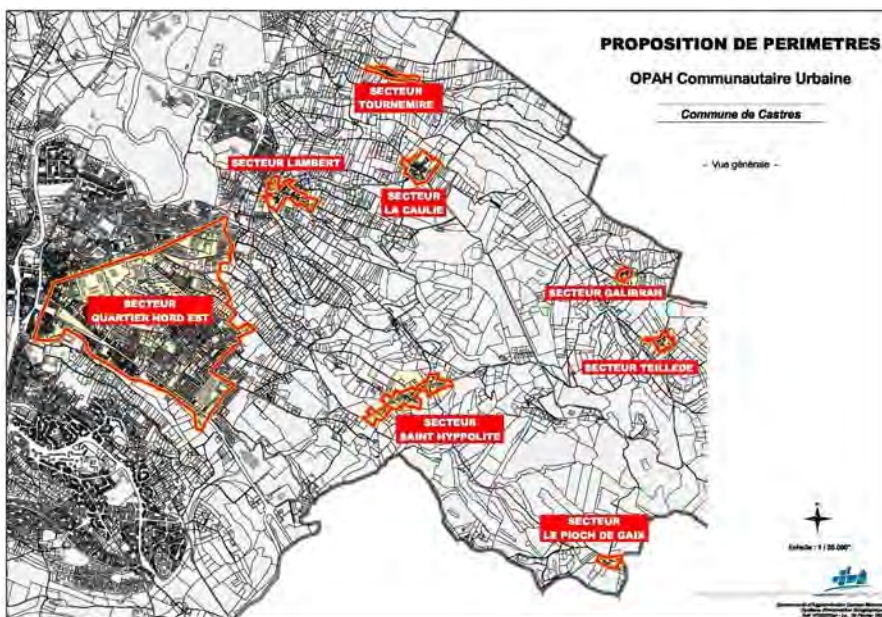 PROPOSITION DE PERIMETRES
OPAH Communautaire Urbaine
Commune de Castres
- Vue générale -
SECTEUR
TOURNEMIRE
SECTEUR LAMBERT
SECTEUR
LA CAULIE
SECTEUR GALIBRAH
SECTEUR
QUARTIER NORD EST
SECTEUR TEILLEDE
SECTEUR
SAINT HYPPOLITE
SECTEUR
LE PIOCH DE GAIX